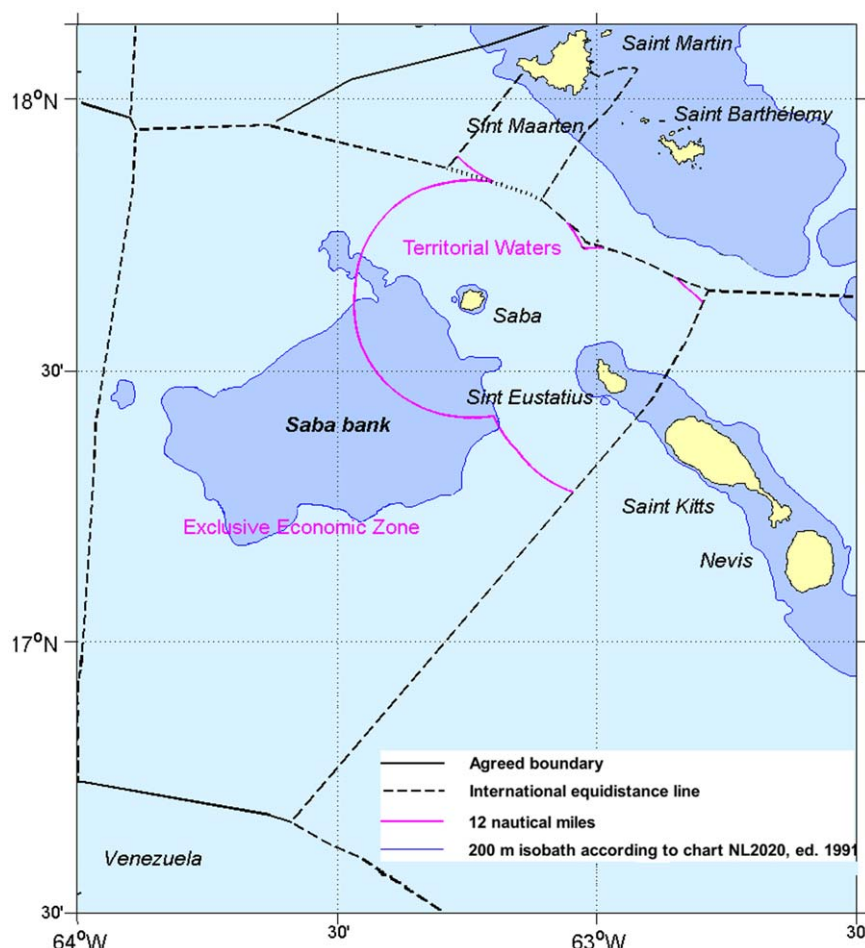 Saint Martin
18°N
Sint Maarten
Saint Barthélemy
Territorial Waters
Saba
30'
Sint Eustatius
Saba bank
Saint Kitts
Exclusive Economic Zone
Nevis
17°N
Agreed boundary
International equidistance line
12 nautical miles
200 m isobath according to chart NL2020, ed. 1991
Venezuela
30'
64°W
30'
63°W
30'